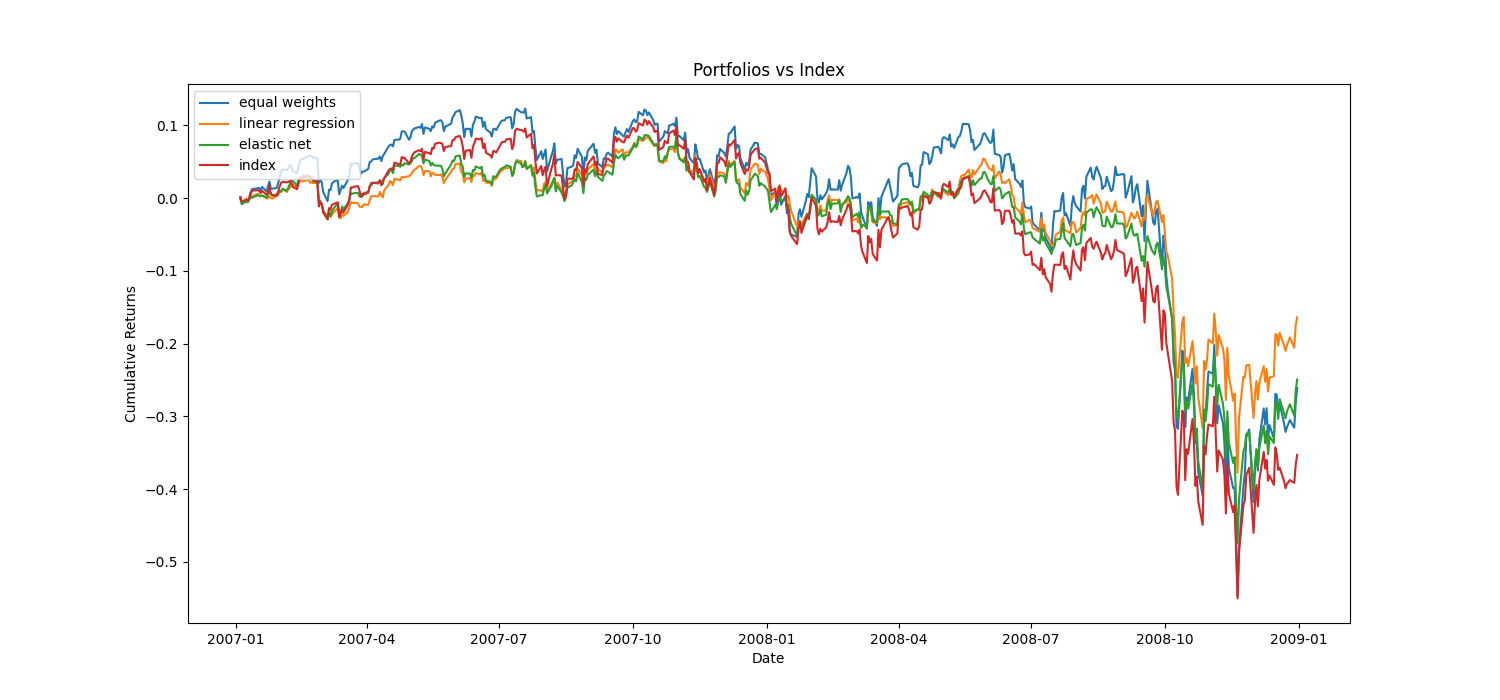 Portfolios vs Index
equal weights
linear regression
elastic net
index
Cumulative Returns
0.1
0.0
−0.1
−0.2
−0.3
−0.4
−0.5
2007-01
2007-04
2007-07
2007-10
2008-01
2008-04
2008-07
2008-10
2009-01
Date